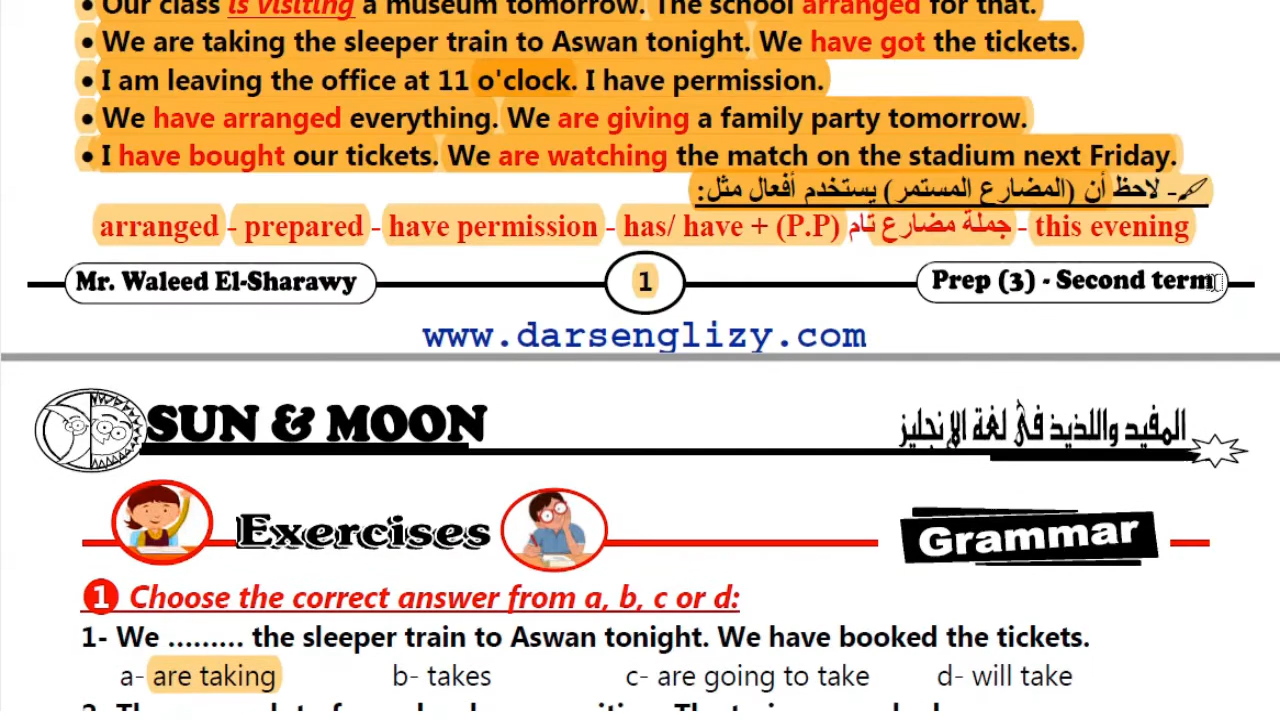 • Our class is visiting a museum tomorrow. The school arranged for that.
• We are taking the sleeper train to Aswan tonight. We have got the tickets.
• I am leaving the office at 11 o'clock. I have permission.
• We have arranged everything. We are giving a family party tomorrow.
• I have bought our tickets. We are watching the match on the stadium next Friday.
- لاحظ أن (المضارع المستمر) يستخدم أفعال مثل:
arranged - prepared - have permission - has/ have + (P.P) جملة مضارع تام - this evening
Mr. Waleed El-Sharawy 1 Prep (3) - Second term
www.darsenglizy.com
SUN & MOON المفيد واللذيذ فى لغة الإنجليز
Exercises Grammar
1 Choose the correct answer from a, b, c or d:
1- We ......... the sleeper train to Aswan tonight. We have booked the tickets.
a- are taking b- takes c- are going to take d- will take